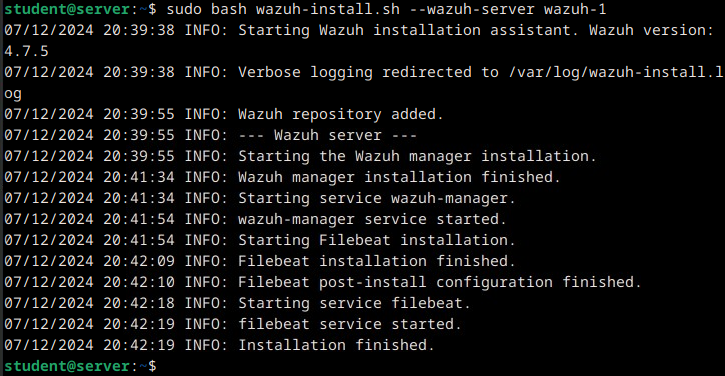 student@server:~$ sudo bash wazuh-install.sh --wazuh-server wazuh-1
07/12/2024 20:39:38 INFO: Starting Wazuh installation assistant. Wazuh version:
4.7.5
07/12/2024 20:39:38 INFO: Verbose logging redirected to /var/log/wazuh-install.l
og
07/12/2024 20:39:55 INFO: Wazuh repository added.
07/12/2024 20:39:55 INFO: --- Wazuh server ---
07/12/2024 20:39:55 INFO: Starting the Wazuh manager installation.
07/12/2024 20:41:34 INFO: Wazuh manager installation finished.
07/12/2024 20:41:34 INFO: Starting service wazuh-manager.
07/12/2024 20:41:54 INFO: wazuh-manager service started.
07/12/2024 20:41:54 INFO: Starting Filebeat installation.
07/12/2024 20:42:09 INFO: Filebeat installation finished.
07/12/2024 20:42:10 INFO: Filebeat post-install configuration finished.
07/12/2024 20:42:18 INFO: Starting service filebeat.
07/12/2024 20:42:19 INFO: filebeat service started.
07/12/2024 20:42:19 INFO: Installation finished.
student@server:~$